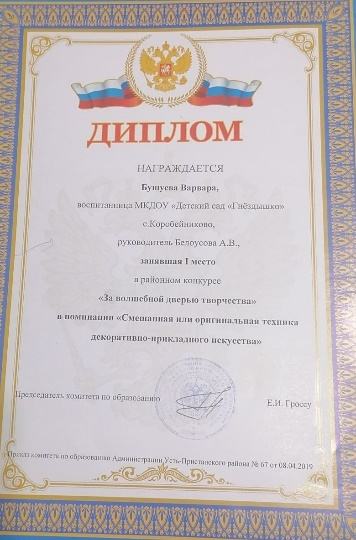 ДИПЛОМ
НАГРАЖДАЕТСЯ
Бушуева Варвара,
воспитанница МКДОУ «Детский сад «Гнёздышко»
с.Коробейниково,
руководитель Белоусова А.В.,
занявшая I место
в районном конкурсе
«За волшебной дверью творчества»
в номинации «Смешанная или оригинальная техника
декоративно-прикладного искусства»
Председатель комитета по образованию Е.И. Гроссу
Приказ комитета по образованию Администрации Усть-Пристанского района № 67 от 08.04.2019